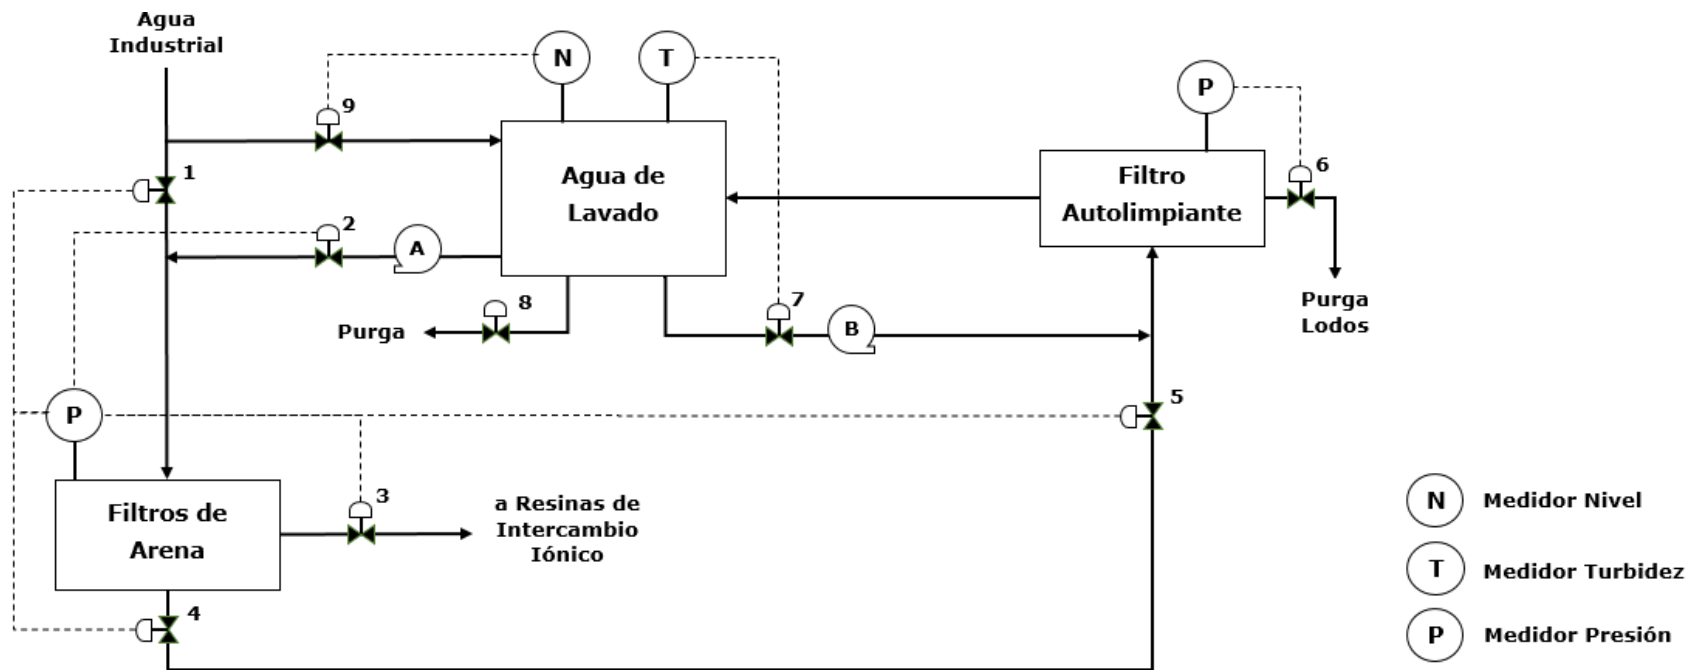 Agua
Industrial
N
T
P
9
1
Agua de
Lavado
Filtro
Autolimpiante
6
2
A
8
7
Purga
B
Purga
Lodos
P
5
3
Filtros de
Arena
a Resinas de
Intercambio
Iónico
4
N Medidor Nivel
T Medidor Turbidez
P Medidor Presión